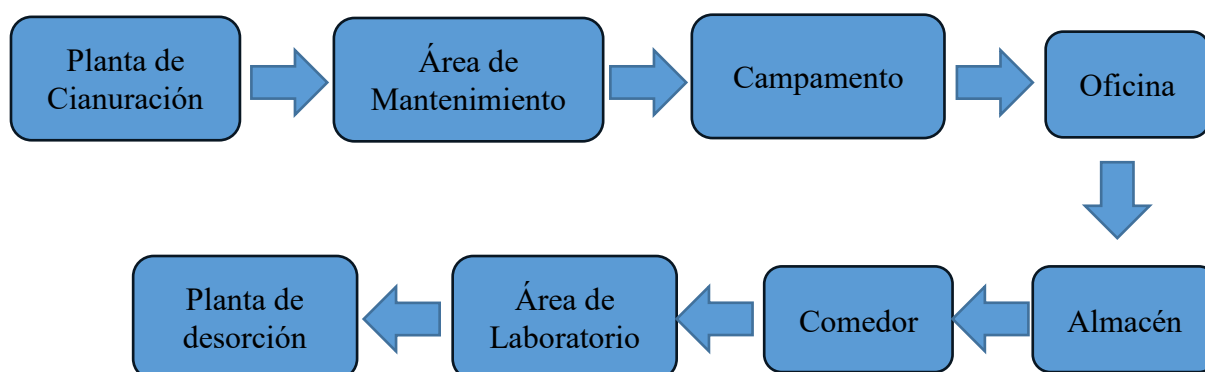 Planta de
Cianuración
Área de
Mantenimiento
Campamento
Oficina
Almacén
Comedor
Área de
Laboratorio
Planta de
desorción